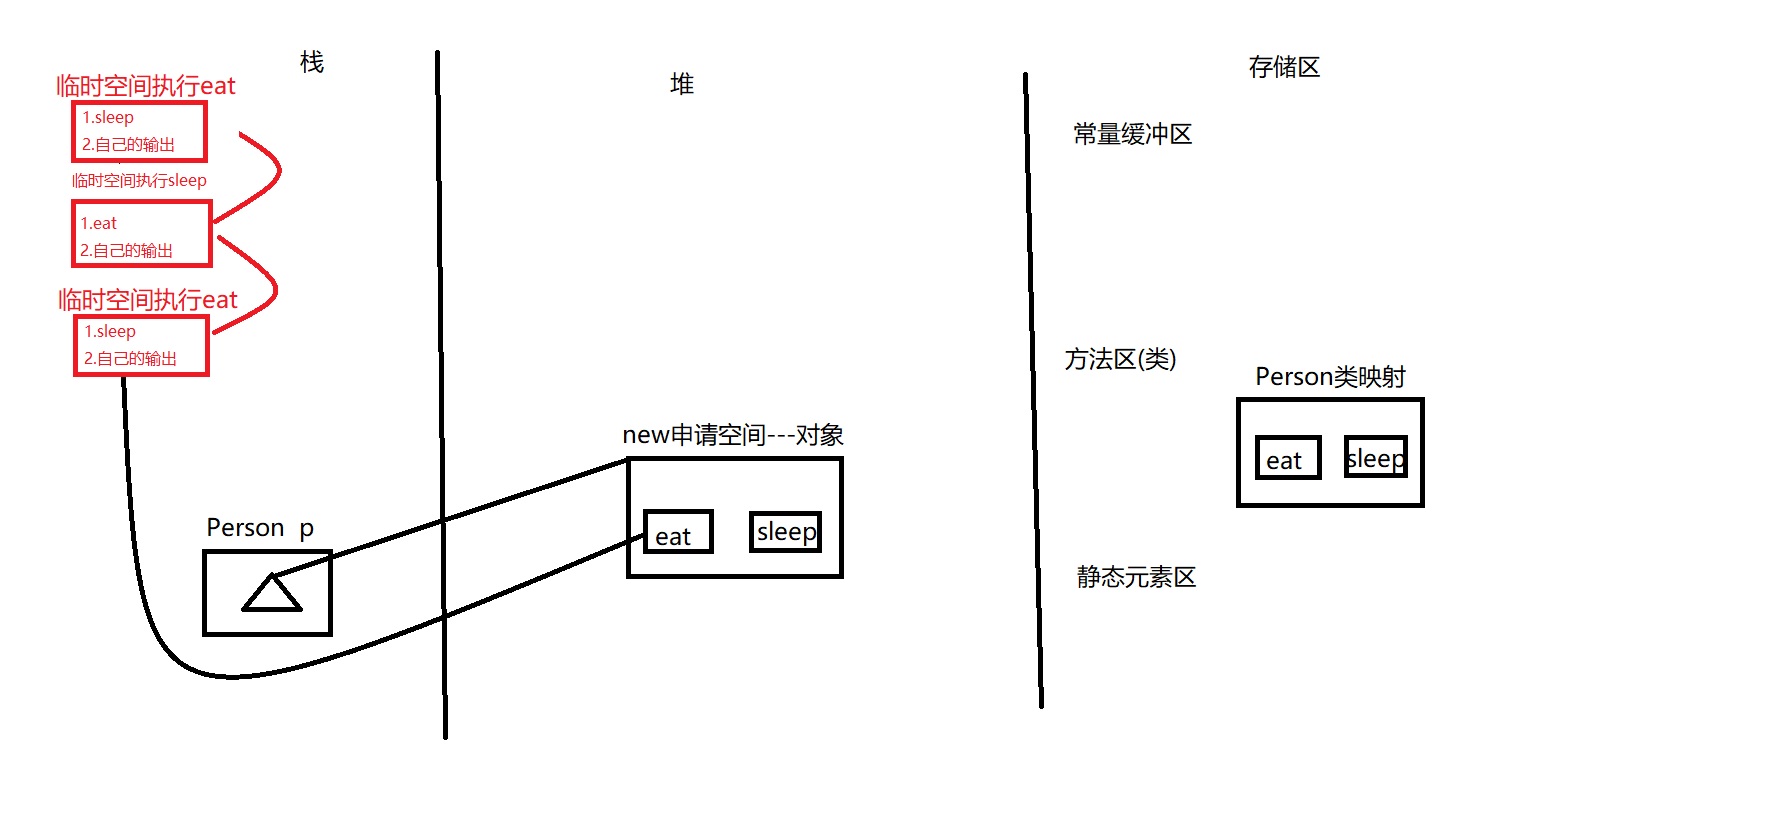 栈
临时空间执行eat
1.sleep
2.自己的输出
临时空间执行sleep
1.eat
2.自己的输出
临时空间执行eat
1.sleep
2.自己的输出
Person p
堆
new申请空间---对象
eat
sleep
存储区
常量缓冲区
方法区(类)
Person类映射
eat
sleep
静态元素区